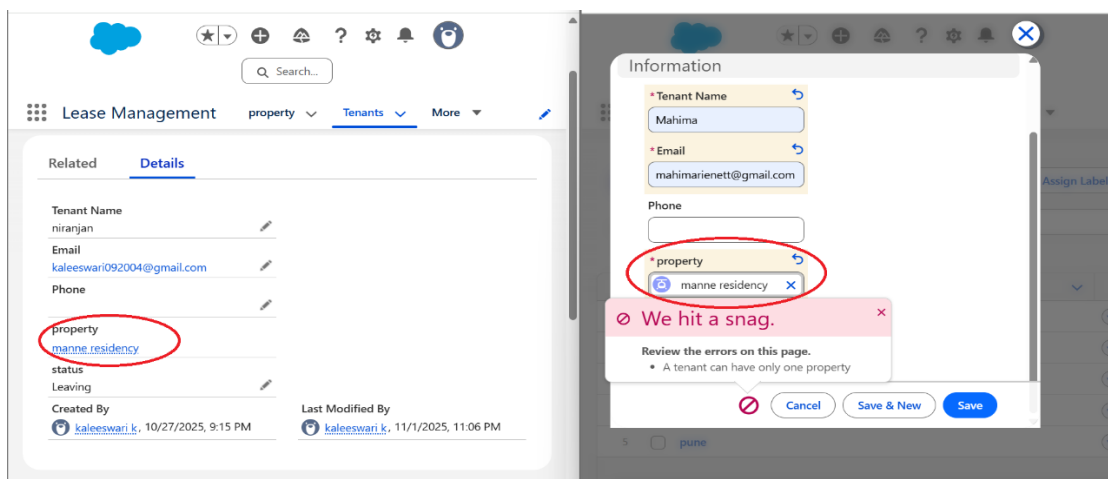 Search...
Lease Management property Tenants More
Related Details
Tenant Name
niranjan
Email
kaleeswari092004@gmail.com
Phone
property
manne residency
status
Leaving
Created By
kaleeswari k, 10/27/2025, 9:15 PM
Last Modified By
kaleeswari k, 11/1/2025, 11:06 PM
Information
*Tenant Name
Mahima
*Email
mahimarienett@gmail.com
Phone
*property
manne residency
We hit a snag.
Review the errors on this page.
• A tenant can have only one property
Cancel Save & New Save
Assign Label
5 pune